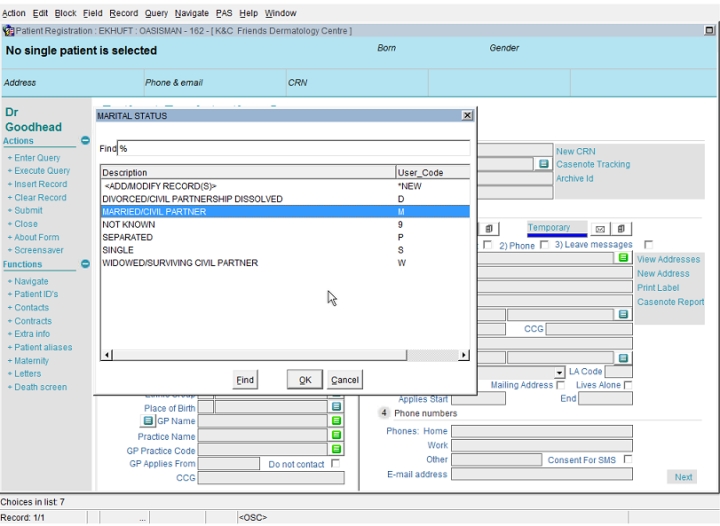 Action Edit Block Field Record Query Navigate PAS Help Window
Patient Registration : EKHUFT : OASISMAN - 162 - [ K&C Friends Dermatology Centre ]
No single patient is selected
Born
Gender
Address
Phone & email
CRN
Dr
Goodhead
Actions
+ Enter Query
+ Execute Query
+ Insert Record
+ Clear Record
+ Submit
+ Close
+ About Form
+ Screensaver
Functions
+ Navigate
+ Patient ID's
+ Contacts
+ Contracts
+ Extra info
+ Patient aliases
+ Maternity
+ Letters
+ Death screen
MARITAL STATUS
Find %
Description User_Code
<ADD/MODIFY RECORD(S)> *NEW
DIVORCED/CIVIL PARTNERSHIP DISSOLVED D
MARRIED/CIVIL PARTNER M
NOT KNOWN 9
SEPARATED P
SINGLE S
WIDOWED/SURVIVING CIVIL PARTNER W
Find OK Cancel
New CRN
Casenote Tracking
Archive Id
Temporary
2) Phone 3) Leave messages
View Addresses
New Address
Print Label
Casenote Report
CCG
LA Code
Mailing Address Lives Alone
Applies Start End
Place of Birth
GP Name
Practice Name
GP Practice Code
GP Applies From Do not contact
CCG
4 Phone numbers
Phones: Home
Work
Other Consent For SMS
E-mail address
Next
Choices in list: 7
Record: 1/1 ... <OSC>